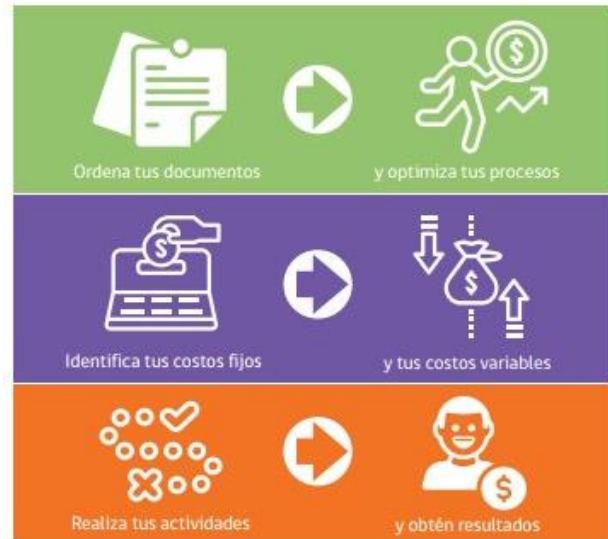 Ordena tus documentos
y optimiza tus procesos
Identifica tus costos fijos
y tus costos variables
Realiza tus actividades
y obtén resultados